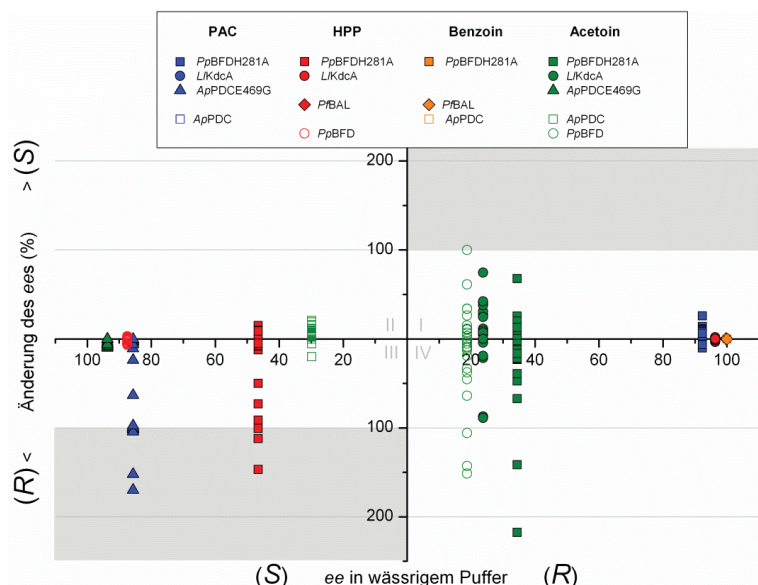 PAC HPP Benzoin Acetoin
PpBFDH281A PpBFDH281A PpBFDH281A PpBFDH281A
LlKdcA LlKdcA LlKdcA
ApPDCE469G ApPDCE469G
PfBAL PfBAL
ApPDC ApPDC ApPDC
PpBFD PpBFD
> (S)
Änderung des ees (%)
(R) <
200
100
II I
100 80 60 40 20 20 40 60 80 100
III IV
100
200
(S) ee in wässrigem Puffer (R)